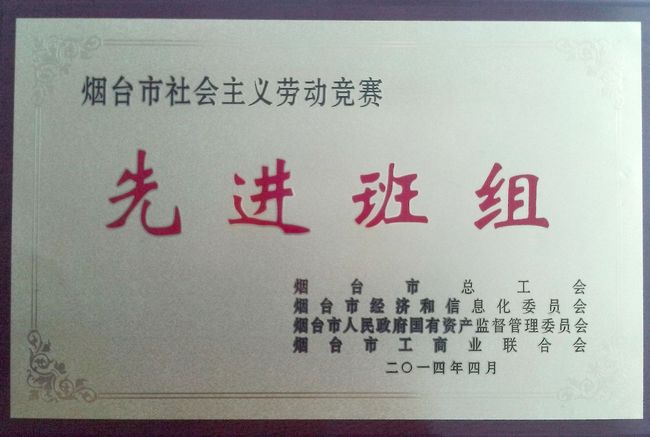 烟台市社会主义劳动竞赛
先进班组
烟台市总工会
烟台市经济和信息化委员会
烟台市人民政府国有资产监督管理委员会
烟台市工商业联合会
二〇一四年四月